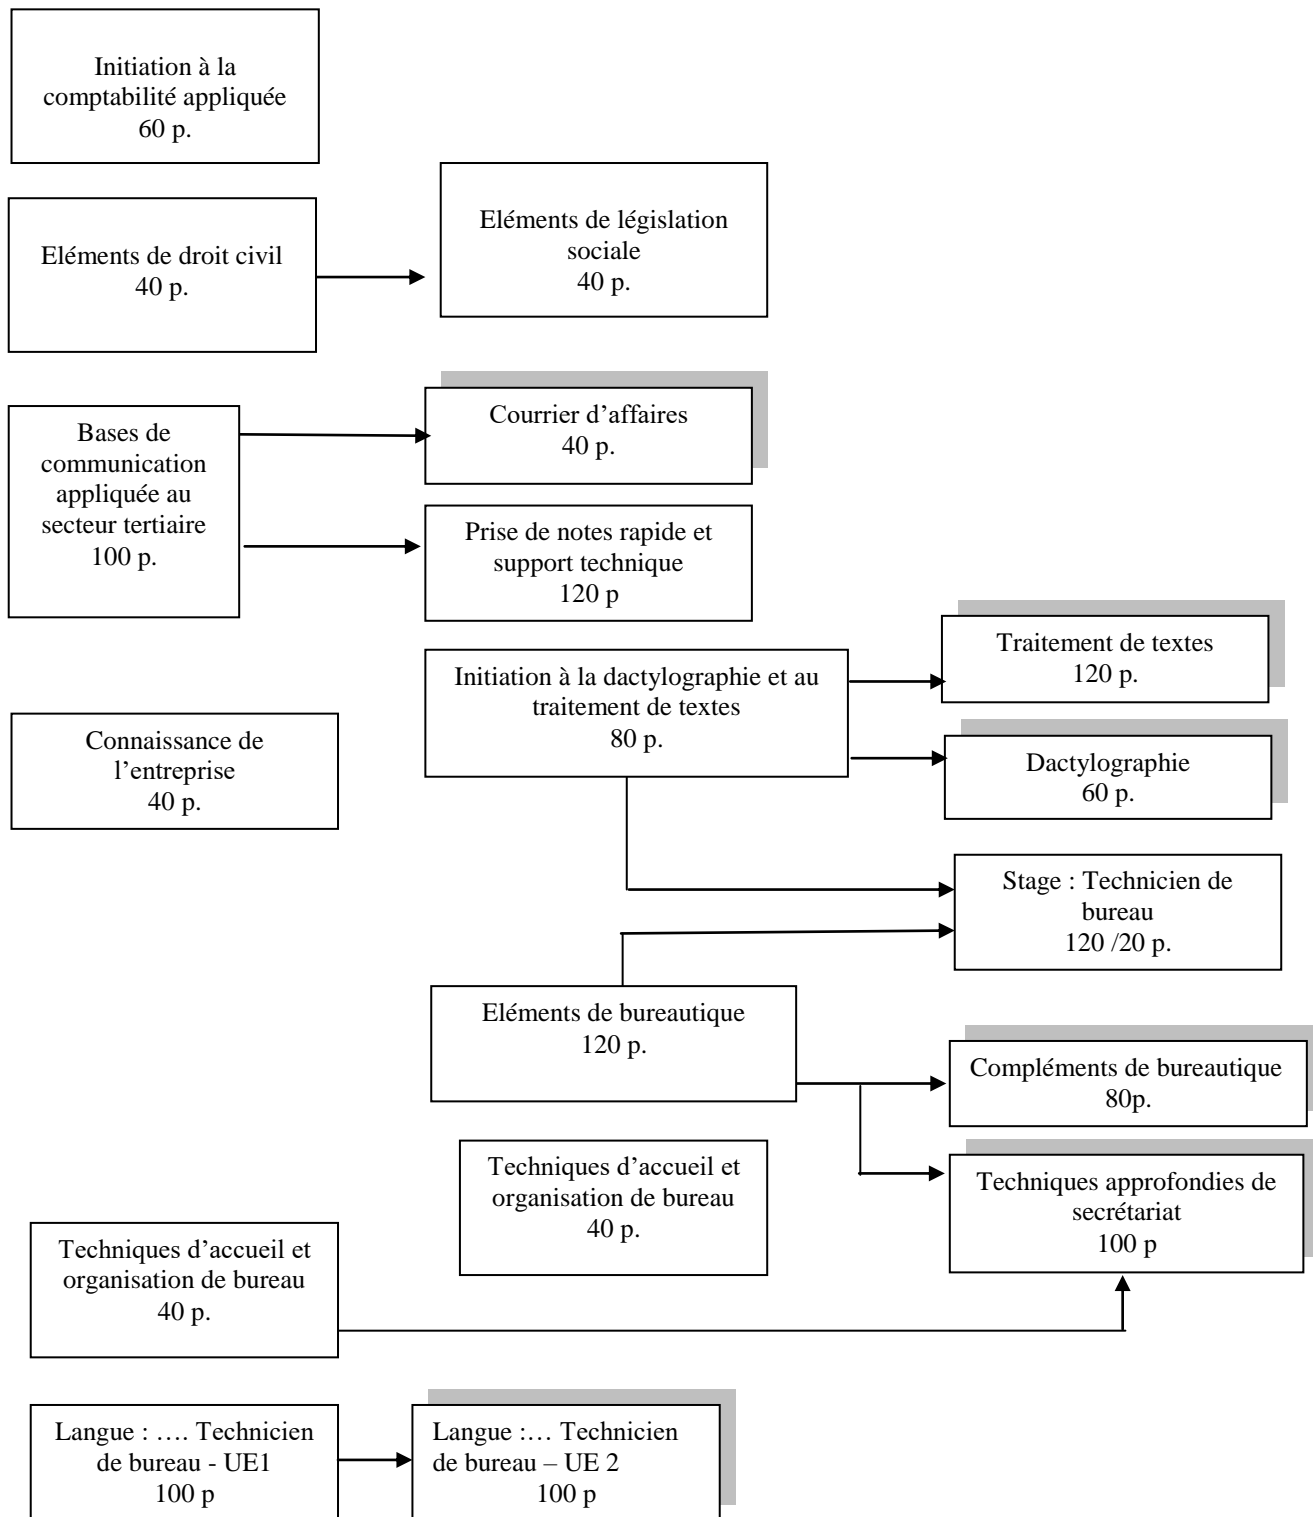 Initiation à la
comptabilité appliquée
60 p.
Eléments de droit civil
40 p.
Eléments de législation
sociale
40 p.
Bases de
communication
appliquée au
secteur tertiaire
100 p.
Courrier d’affaires
40 p.
Prise de notes rapide et
support technique
120 p
Initiation à la dactylographie et au
traitement de textes
80 p.
Traitement de textes
120 p.
Connaissance de
l’entreprise
40 p.
Dactylographie
60 p.
Stage : Technicien de
bureau
120 /20 p.
Eléments de bureautique
120 p.
Compléments de bureautique
80p.
Techniques d’accueil et
organisation de bureau
40 p.
Techniques approfondies de
secrétariat
100 p
Techniques d’accueil et
organisation de bureau
40 p.
Langue : …. Technicien
de bureau - UE1
100 p
Langue :… Technicien
de bureau – UE 2
100 p